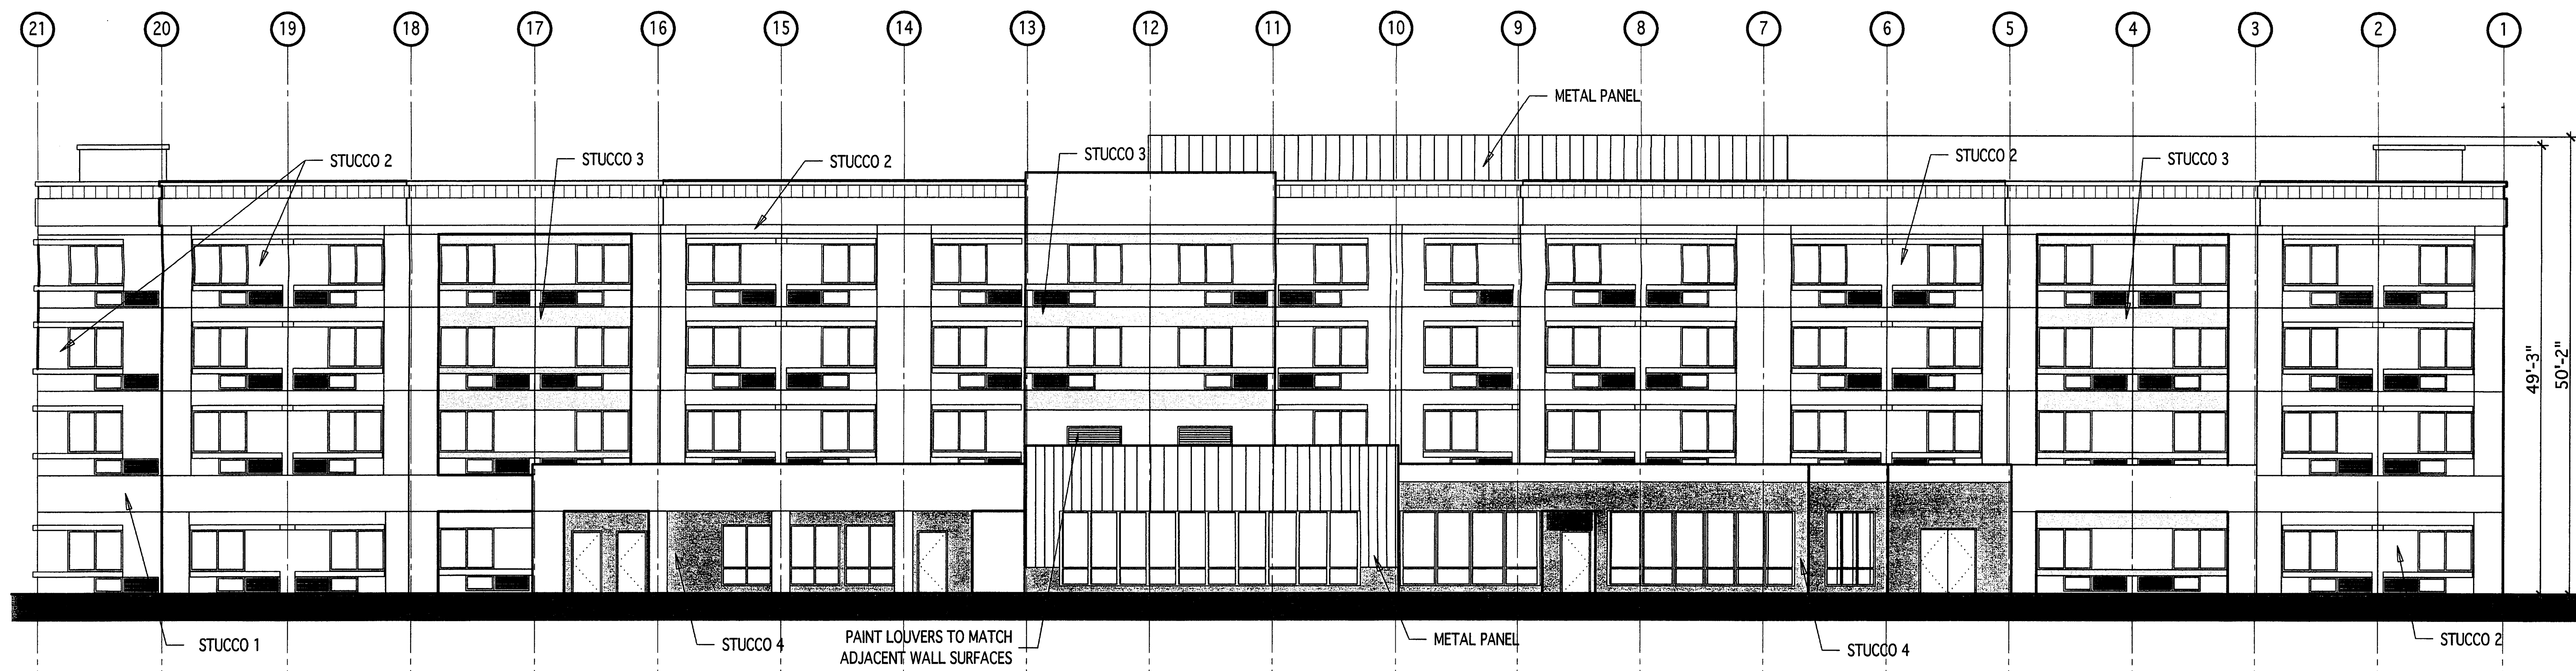 21 20 19 18 17 16 15 14 13 12 11 10 9 8 7 6 5 4 3 2 1
METAL PANEL
STUCCO 2
STUCCO 3
STUCCO 2
STUCCO 3
STUCCO 2
STUCCO 3
49'-3"
50'-2"
STUCCO 1
STUCCO 4
PAINT LOUVERS TO MATCH
ADJACENT WALL SURFACES
METAL PANEL
STUCCO 4
STUCCO 2